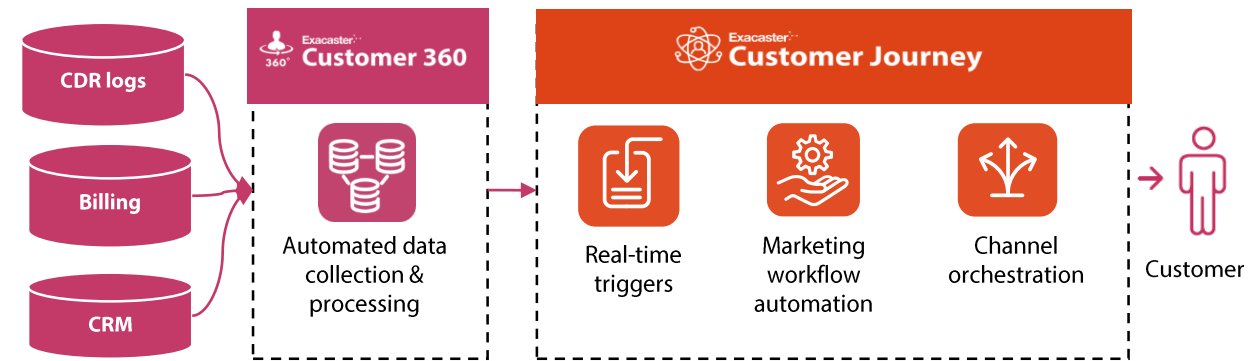 CDR logs
Billing
CRM
Exacaster
360°
Customer 360
Automated data
collection &
processing
Exacaster
Customer Journey
Real-time
triggers
Marketing
workflow
automation
Channel
orchestration
Customer